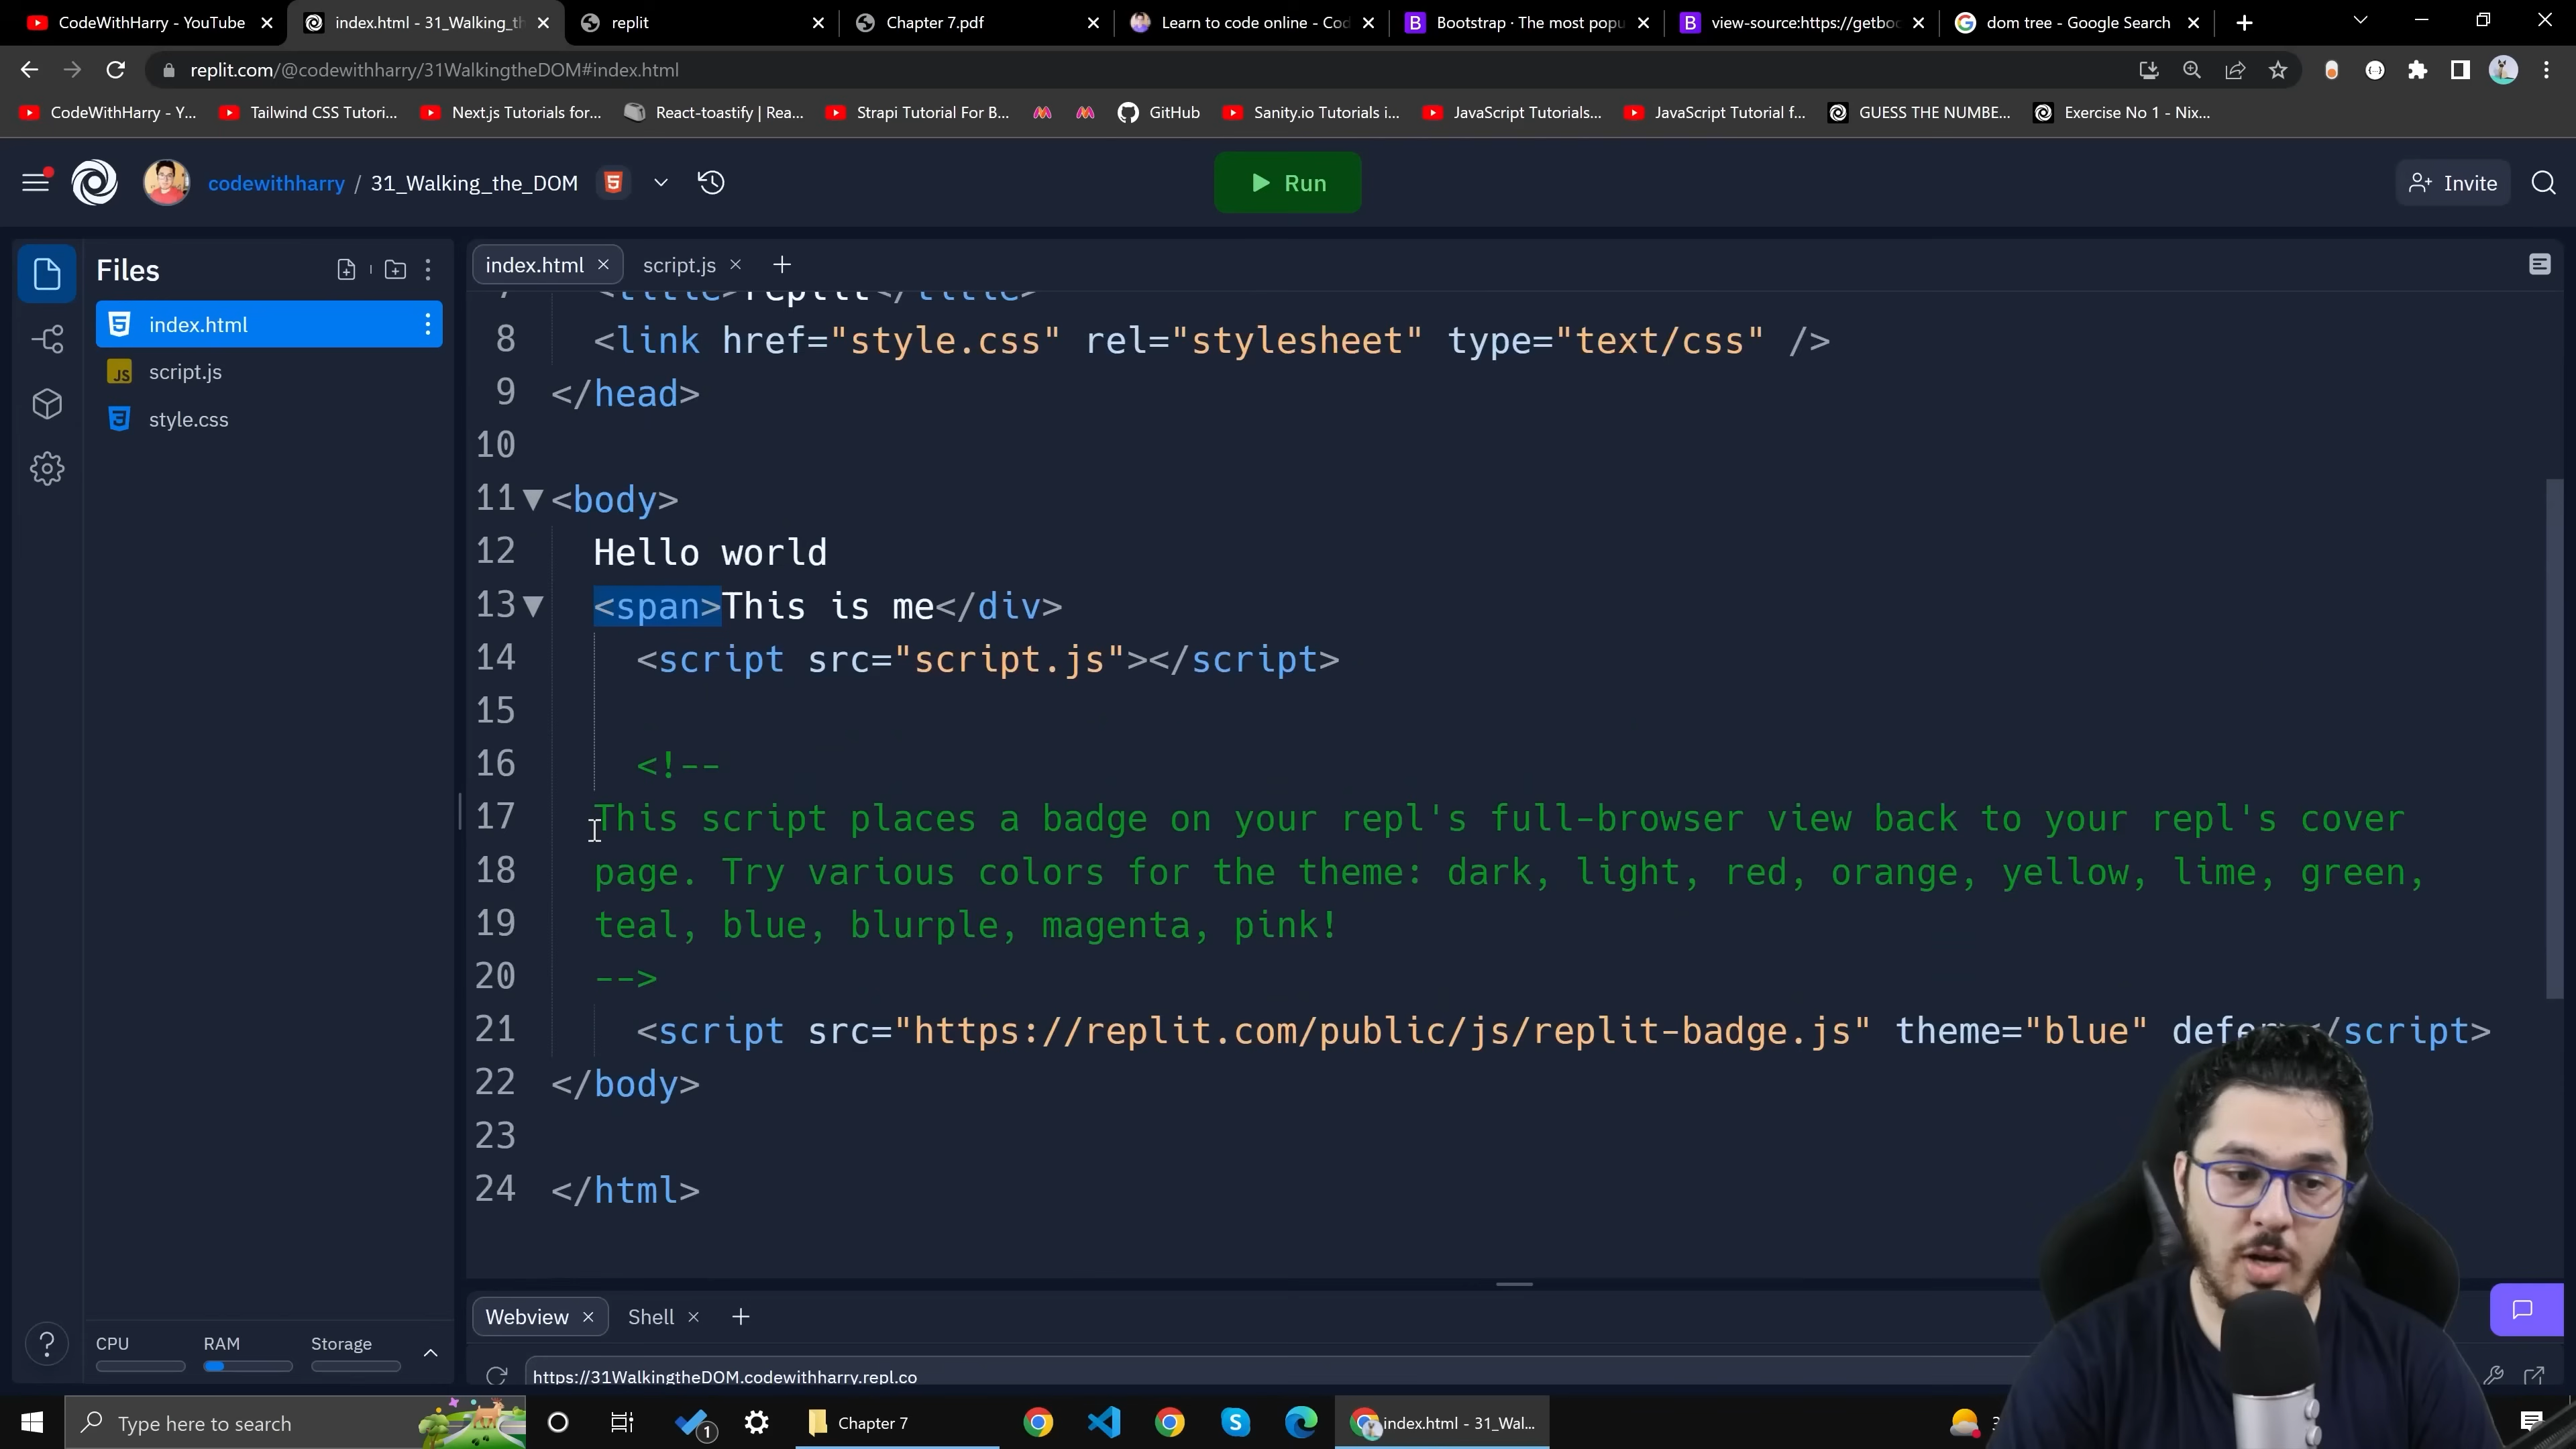 CodeWithHarry - YouTube
index.html - 31_Walking_th
replit
Chapter 7.pdf
Learn to code online - Cod
Bootstrap · The most popu
view-source:https://getboo
dom tree - Google Search
replit.com/@codewithharry/31WalkingtheDOM#index.html
CodeWithHarry - Y...
Tailwind CSS Tutori...
Next.js Tutorials for...
React-toastify | Rea...
Strapi Tutorial For B...
GitHub
Sanity.io Tutorials i...
JavaScript Tutorials...
JavaScript Tutorial f...
GUESS THE NUMBE...
Exercise No 1 - Nix...
codewithharry / 31_Walking_the_DOM
Run
Invite
Files
index.html
script.js
style.css
index.html
script.js
7 <title>replit</title>
8 <link href="style.css" rel="stylesheet" type="text/css" />
9 </head>
10
11 <body>
12 Hello world
13 <span>This is me</div>
14 <script src="script.js"></script>
15
16 <!--
17 This script places a badge on your repl's full-browser view back to your repl's cover
18 page. Try various colors for the theme: dark, light, red, orange, yellow, lime, green,
19 teal, blue, blurple, magenta, pink!
20 -->
21 <script src="https://replit.com/public/js/replit-badge.js" theme="blue" defer></script>
22 </body>
23
24 </html>
Webview
Shell
https://31WalkingtheDOM.codewithharry.repl.co
CPU
RAM
Storage
Type here to search
1
Chapter 7
index.html - 31_Wal...